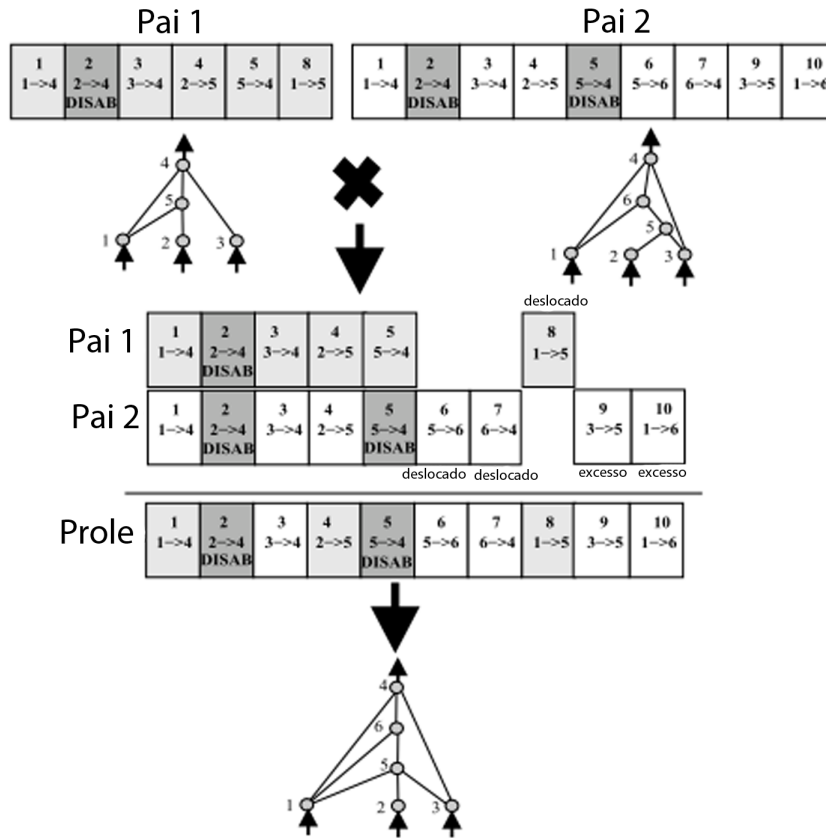 Pai 1
Pai 2
1 2 3 4 5 8
1->4 2->4 3->4 2->5 5->4 1->5
DISAB
1 2 3 4 5 6 7 9 10
1->4 2->4 3->4 2->5 5->4 5->6 6->4 3->5 1->6
DISAB DISAB
4
5
1 2 3
4
6
5
1 2 3
deslocado
Pai 1
1 2 3 4 5 8
1->4 2->4 3->4 2->5 5->4 1->5
DISAB
Pai 2
1 2 3 4 5 6 7 9 10
1->4 2->4 3->4 2->5 5->4 5->6 6->4 3->5 1->6
DISAB DISAB
deslocado deslocado excesso excesso
Prole
1 2 3 4 5 6 7 8 9 10
1->4 2->4 3->4 2->5 5->4 5->6 6->4 1->5 3->5 1->6
DISAB DISAB
4
6
5
1 2 3